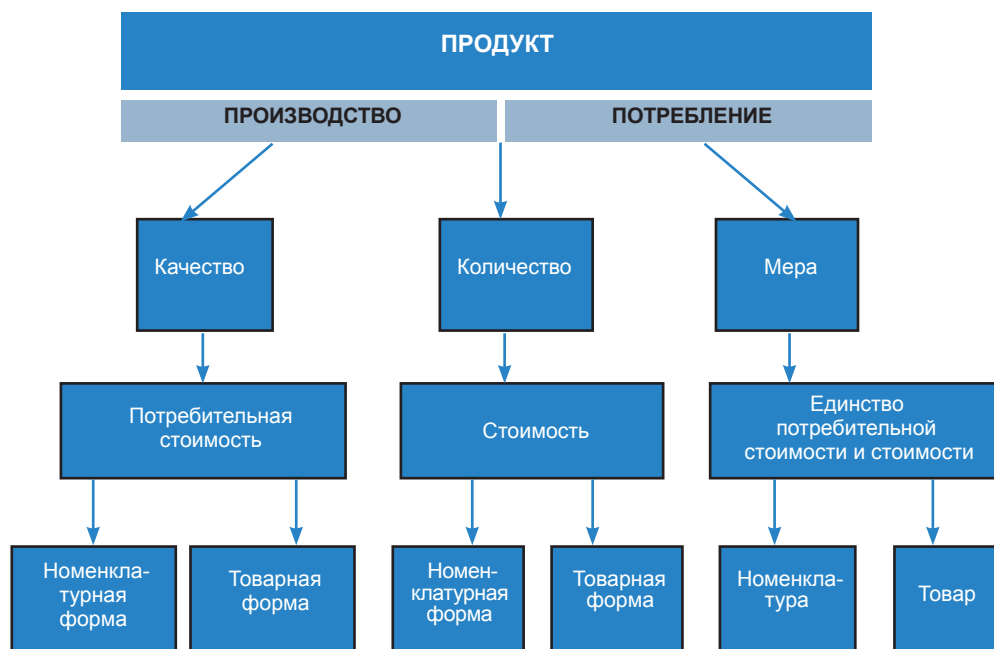 ПРОДУКТ
ПРОИЗВОДСТВО
ПОТРЕБЛЕНИЕ
Качество
Количество
Мера
Потребительная
стоимость
Стоимость
Единство
потребительной
стоимости и стоимости
Номенкла-
турная
форма
Товарная
форма
Номен-
клатурная
форма
Товарная
форма
Номенкла-
тура
Товар